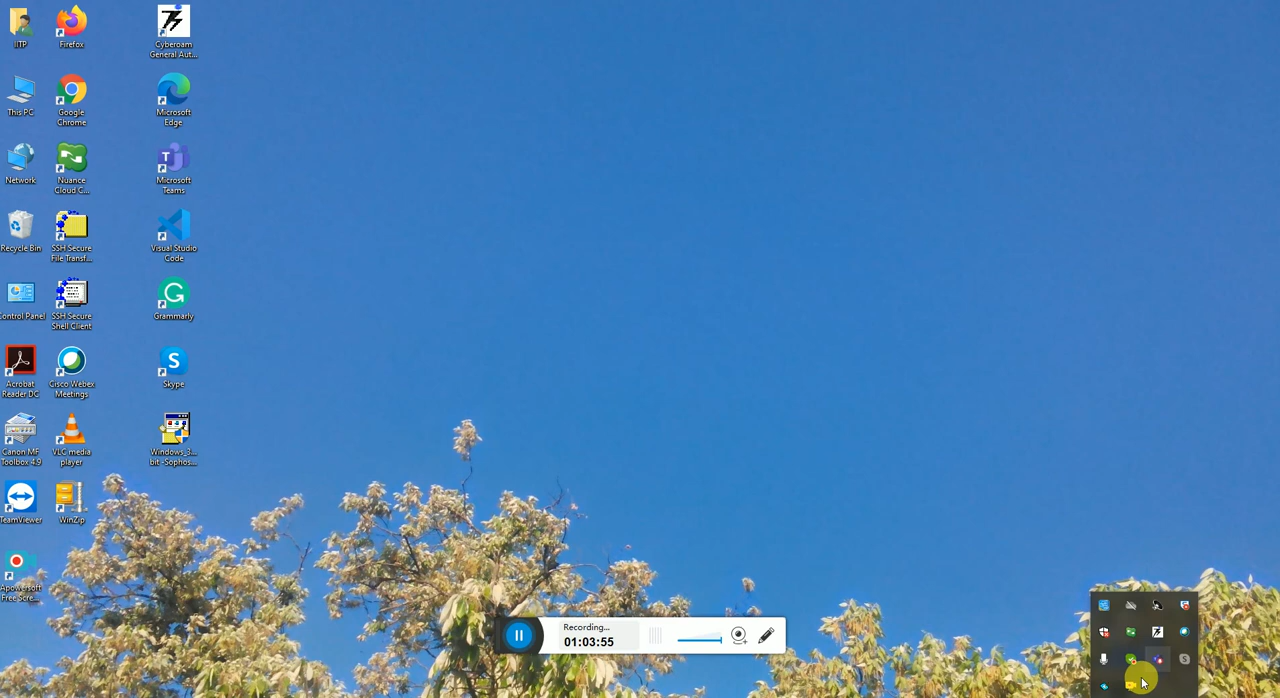 IITP
Firefox
Cyberoam
General Aut...
This PC
Google
Chrome
Microsoft
Edge
Network
Nuance
Cloud C...
Microsoft
Teams
Recycle Bin
SSH Secure
File Transf...
Visual Studio
Code
ontrol Panel
SSH Secure
Shell Client
Grammarly
Acrobat
Reader DC
Cisco Webex
Meetings
Skype
Canon MF
Toolbox 4.9
VLC media
player
Windows_3...
bit -Sophos...
TeamViewer
WinZip
Apowersoft
Free Scre...
Recording...
01:03:55